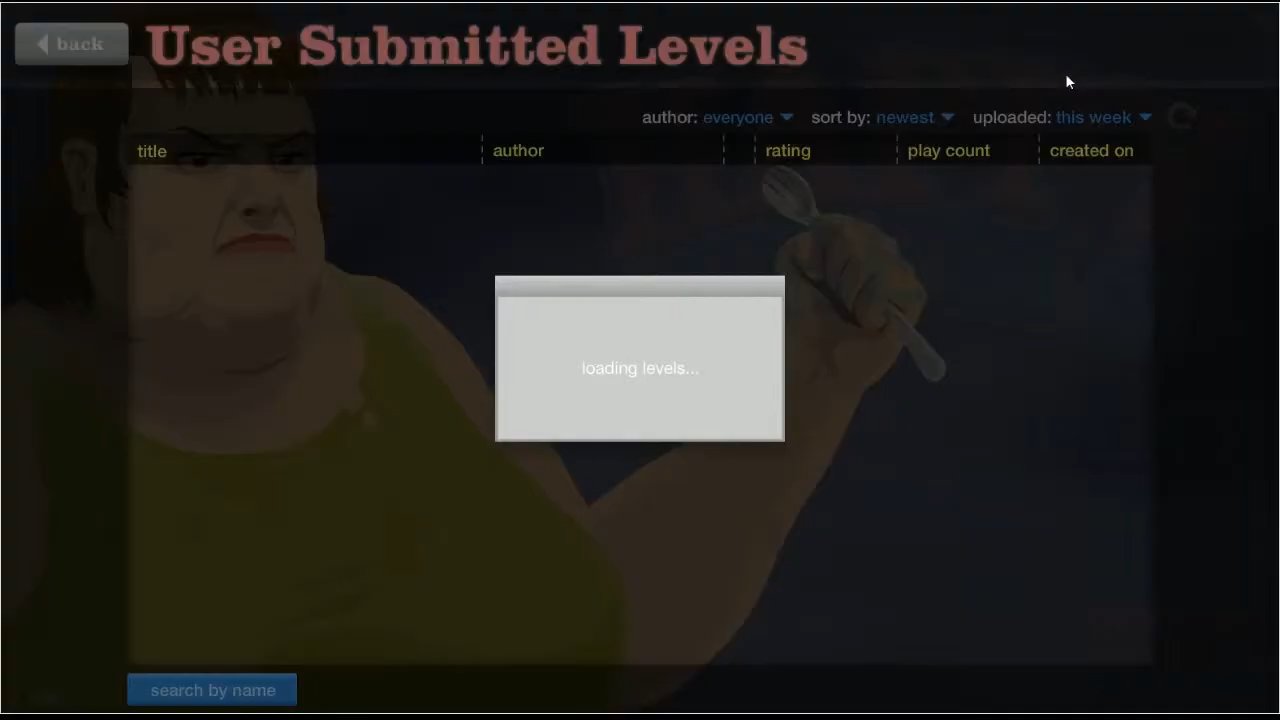 back
User Submitted Levels
author: everyone sort by: newest uploaded: this week
title author rating play count created on
loading levels...
search by name